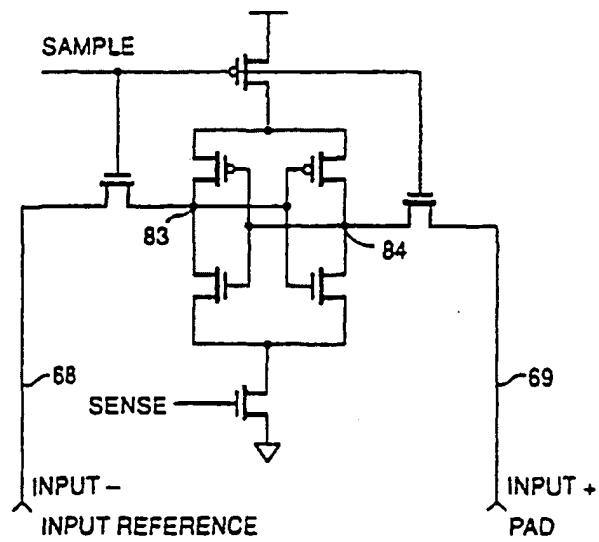 SAMPLE
83
84
68
69
SENSE
INPUT –
INPUT REFERENCE
INPUT +
PAD